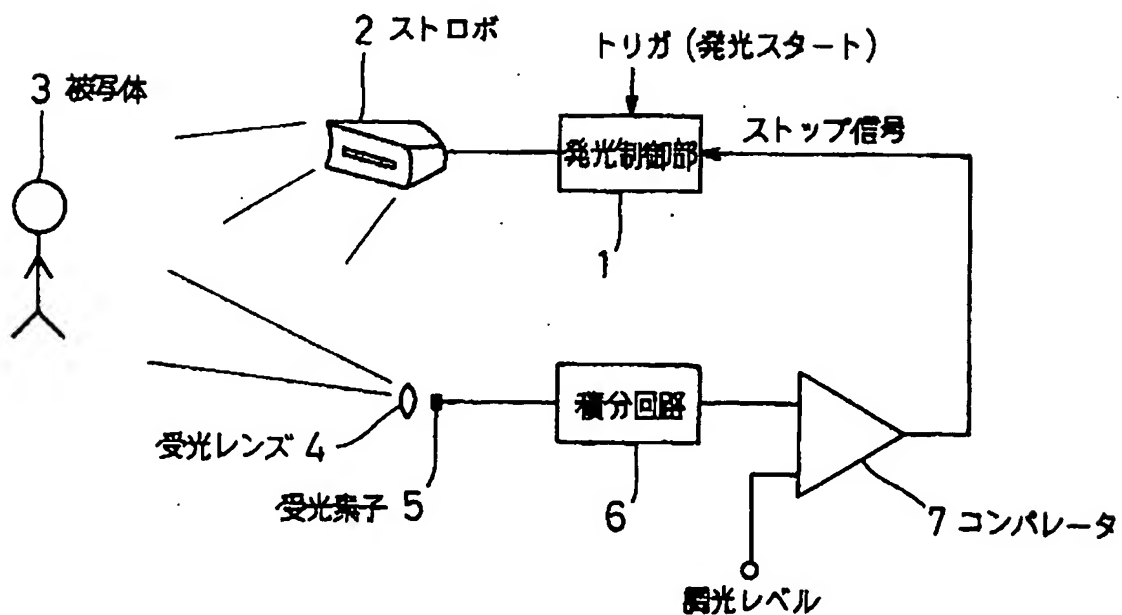 2 ストロボ
トリガ (発光スタート)
3 被写体
ストップ信号
発光制御部
1
積分回路
受光レンズ 4
受光素子 5
6
7 コンパレータ
調光レベル